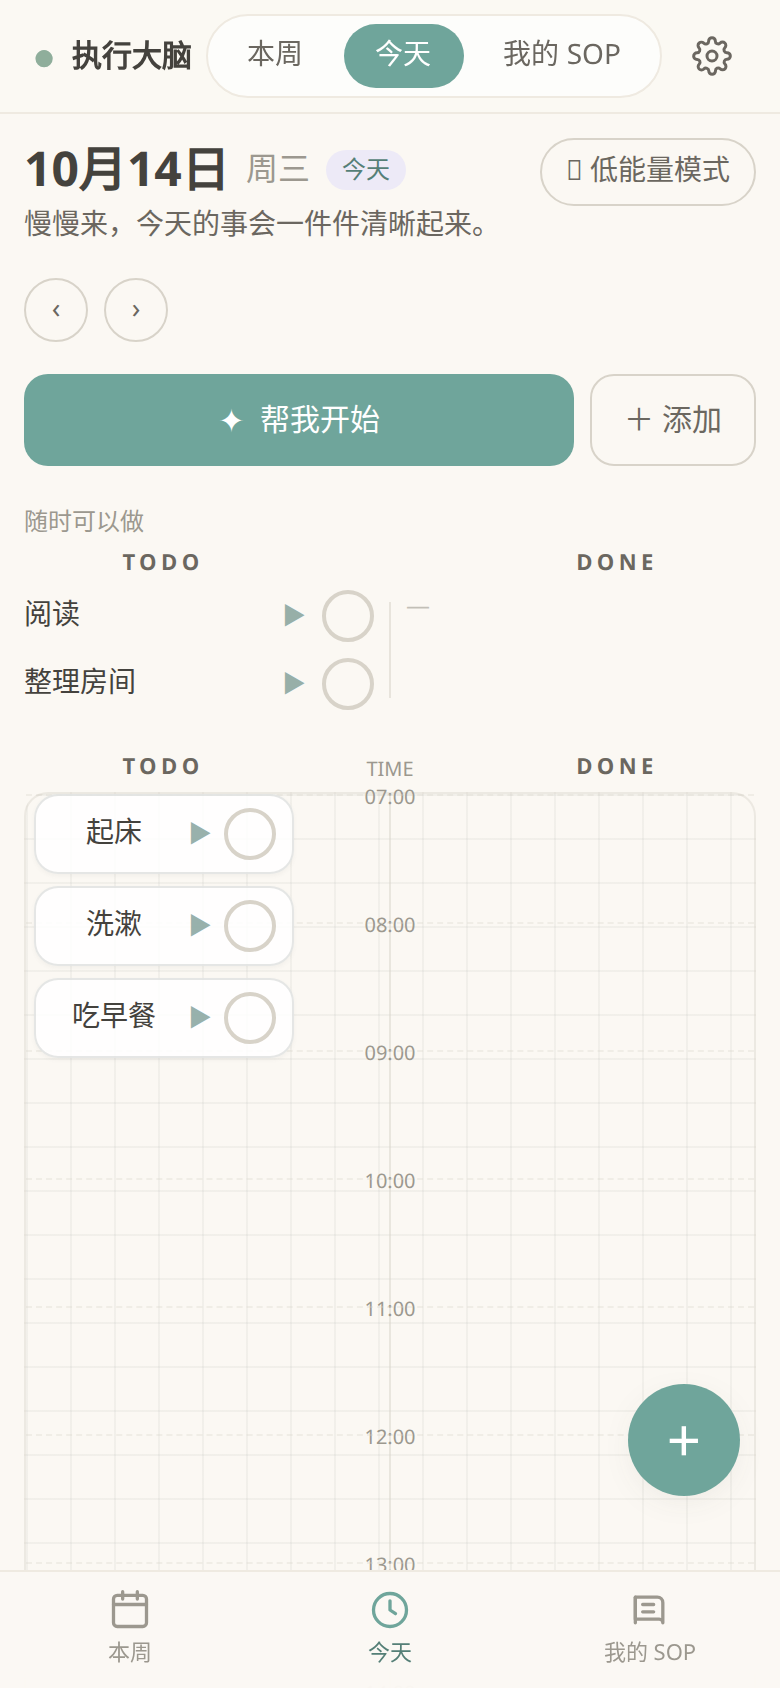 执行大脑 本周 今天 我的 SOP
10月14日 周三 今天 低能量模式
慢慢来，今天的事会一件件清晰起来。
‹ ›
✦ 帮我开始 ＋ 添加
随时可以做
TODO DONE
阅读 —
整理房间
TODO TIME DONE
07:00
起床
08:00
洗漱
吃早餐
09:00
10:00
11:00
12:00
+
13:00
本周 今天 我的 SOP